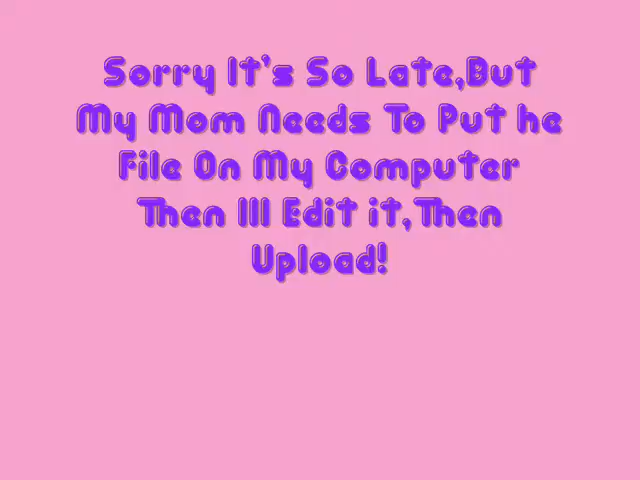 Sorry It's So Late,But
My Mom Needs To Put he
File On My Computer
Then Ill Edit it,Then
Upload!